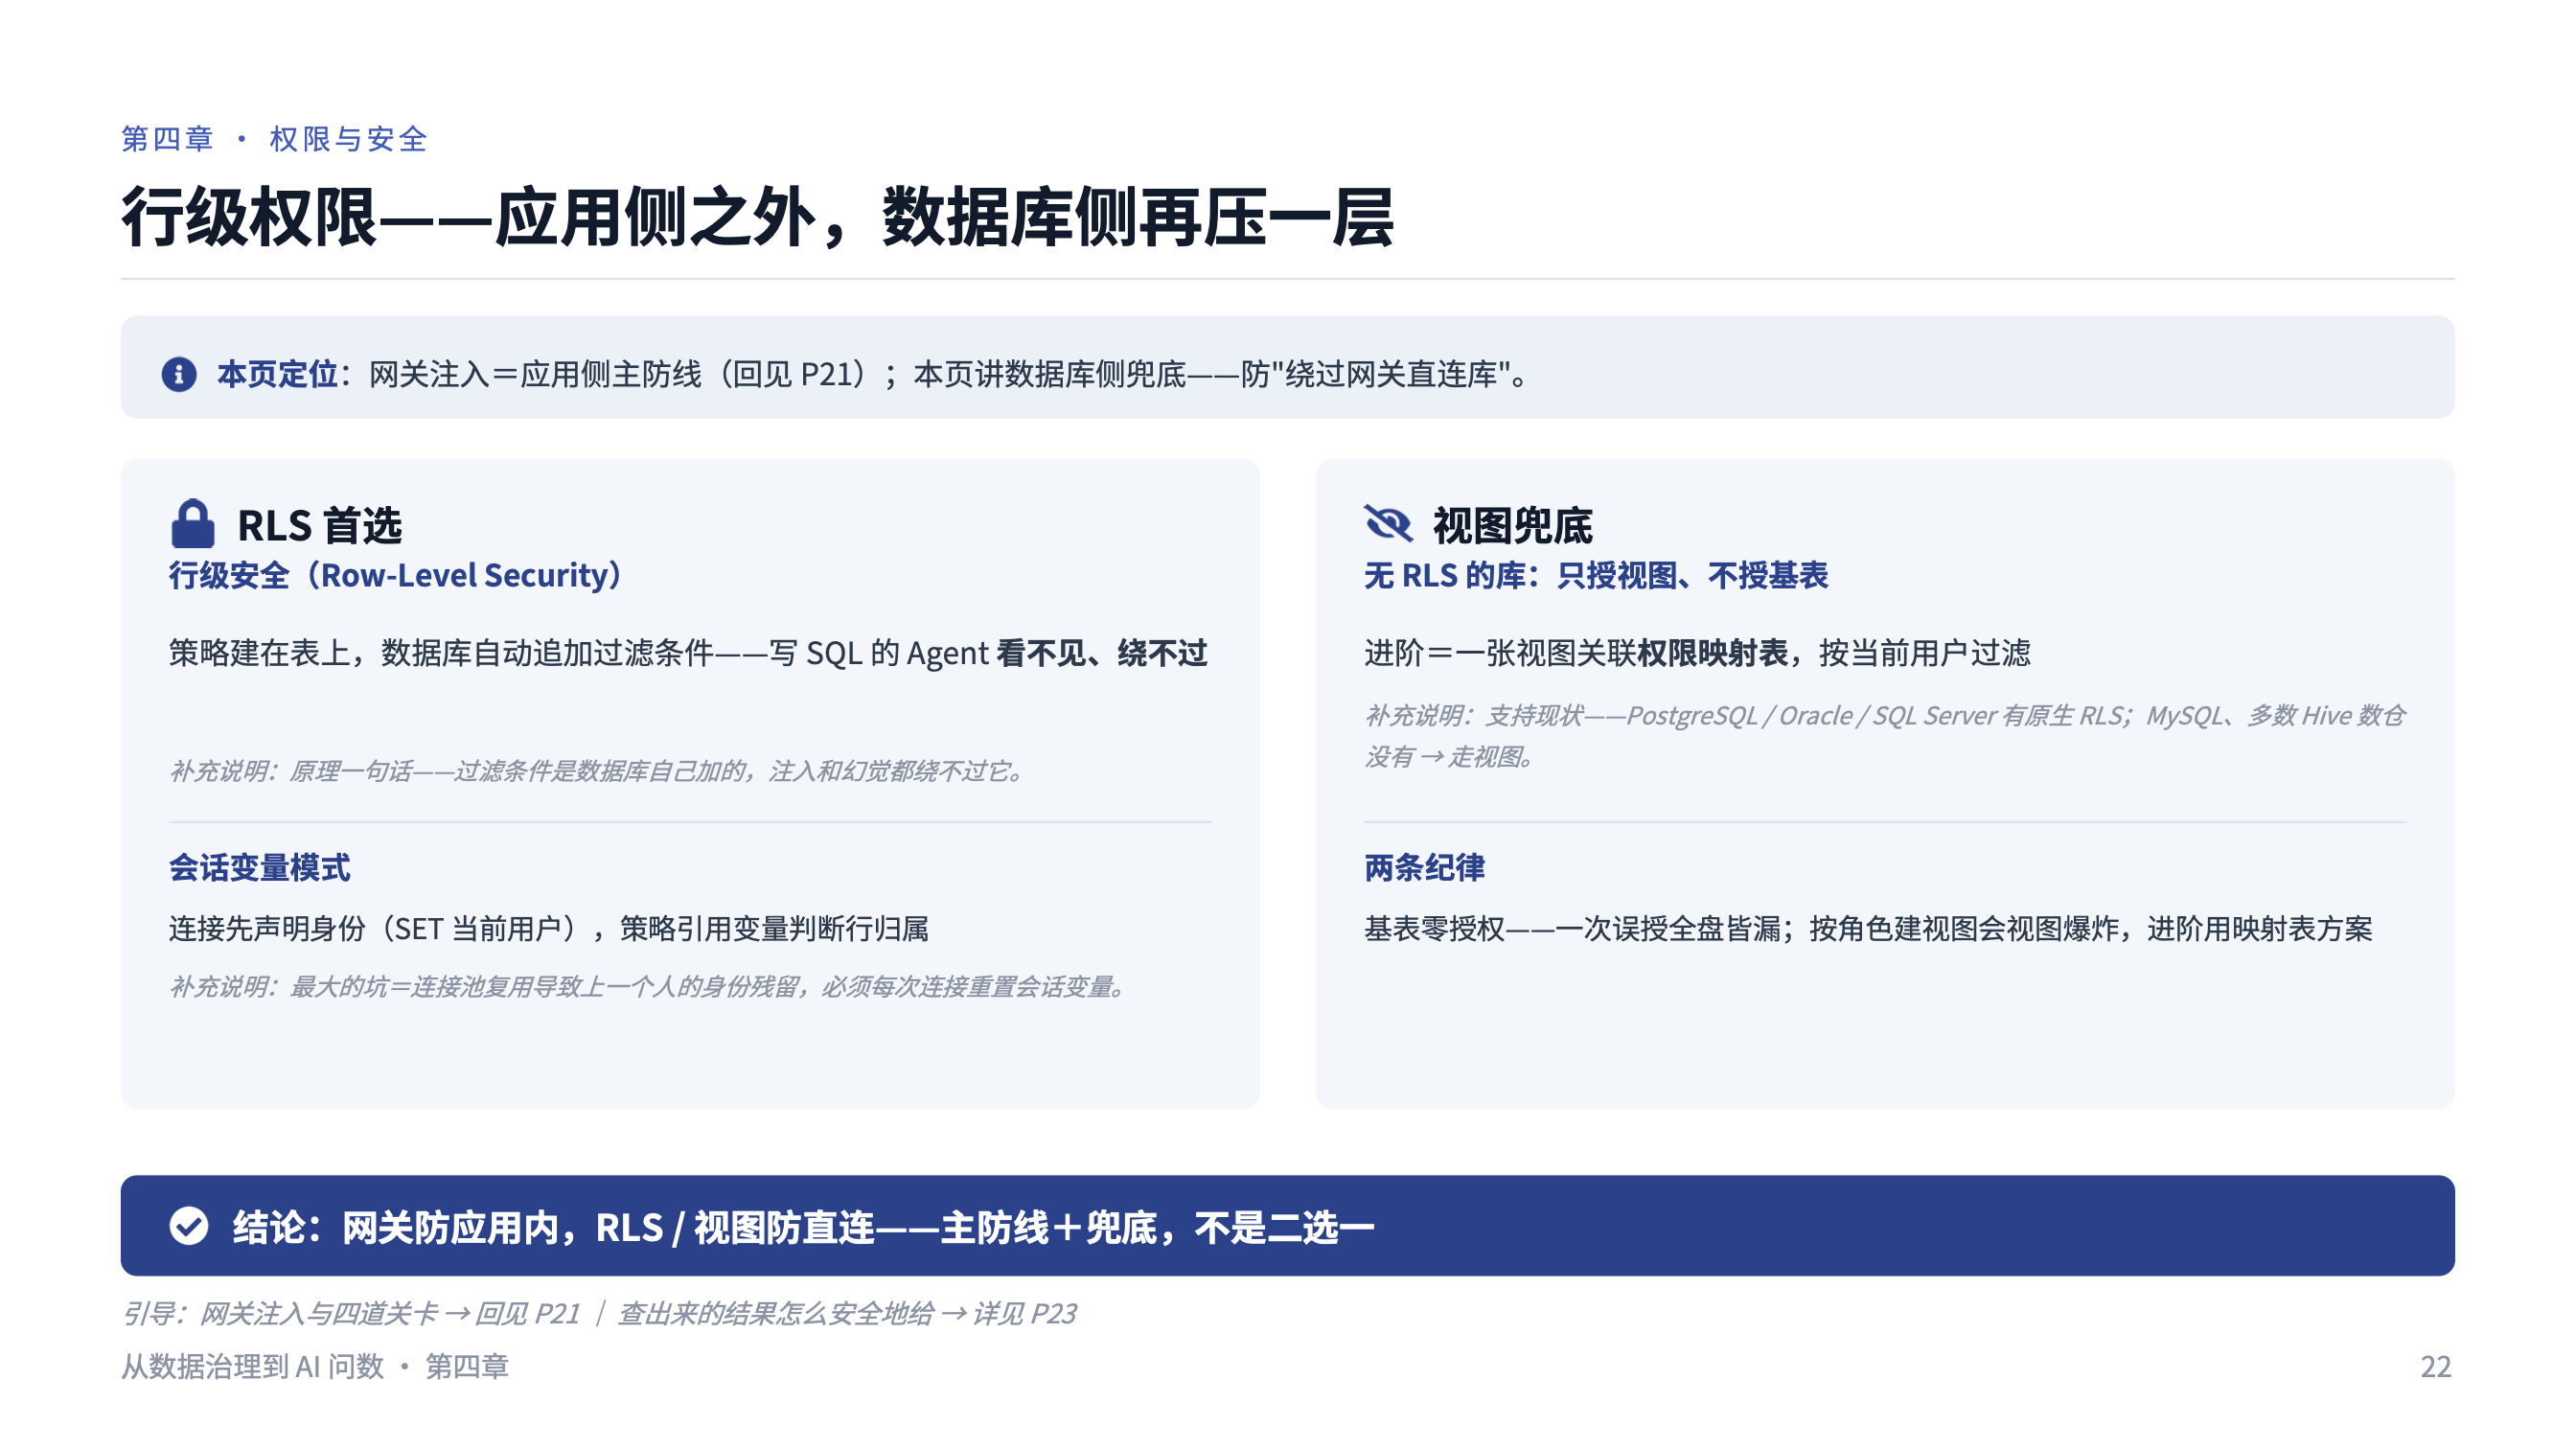 第四章 · 权限与安全
行级权限——应用侧之外，数据库侧再压一层
本页定位：网关注入＝应用侧主防线（回见 P21）；本页讲数据库侧兜底——防"绕过网关直连库"。
RLS 首选
行级安全（Row-Level Security）
策略建在表上，数据库自动追加过滤条件——写 SQL 的 Agent 看不见、绕不过
补充说明：原理一句话——过滤条件是数据库自己加的，注入和幻觉都绕不过它。
会话变量模式
连接先声明身份（SET 当前用户），策略引用变量判断行归属
补充说明：最大的坑＝连接池复用导致上一个人的身份残留，必须每次连接重置会话变量。
视图兜底
无 RLS 的库：只授视图、不授基表
进阶＝一张视图关联权限映射表，按当前用户过滤
补充说明：支持现状——PostgreSQL / Oracle / SQL Server 有原生 RLS；MySQL、多数 Hive 数仓
没有 → 走视图。
两条纪律
基表零授权——一次误授全盘皆漏；按角色建视图会视图爆炸，进阶用映射表方案
结论：网关防应用内，RLS / 视图防直连——主防线＋兜底，不是二选一
引导：网关注入与四道关卡 → 回见 P21 ｜ 查出来的结果怎么安全地给 → 详见 P23
从数据治理到 AI 问数 · 第四章
22